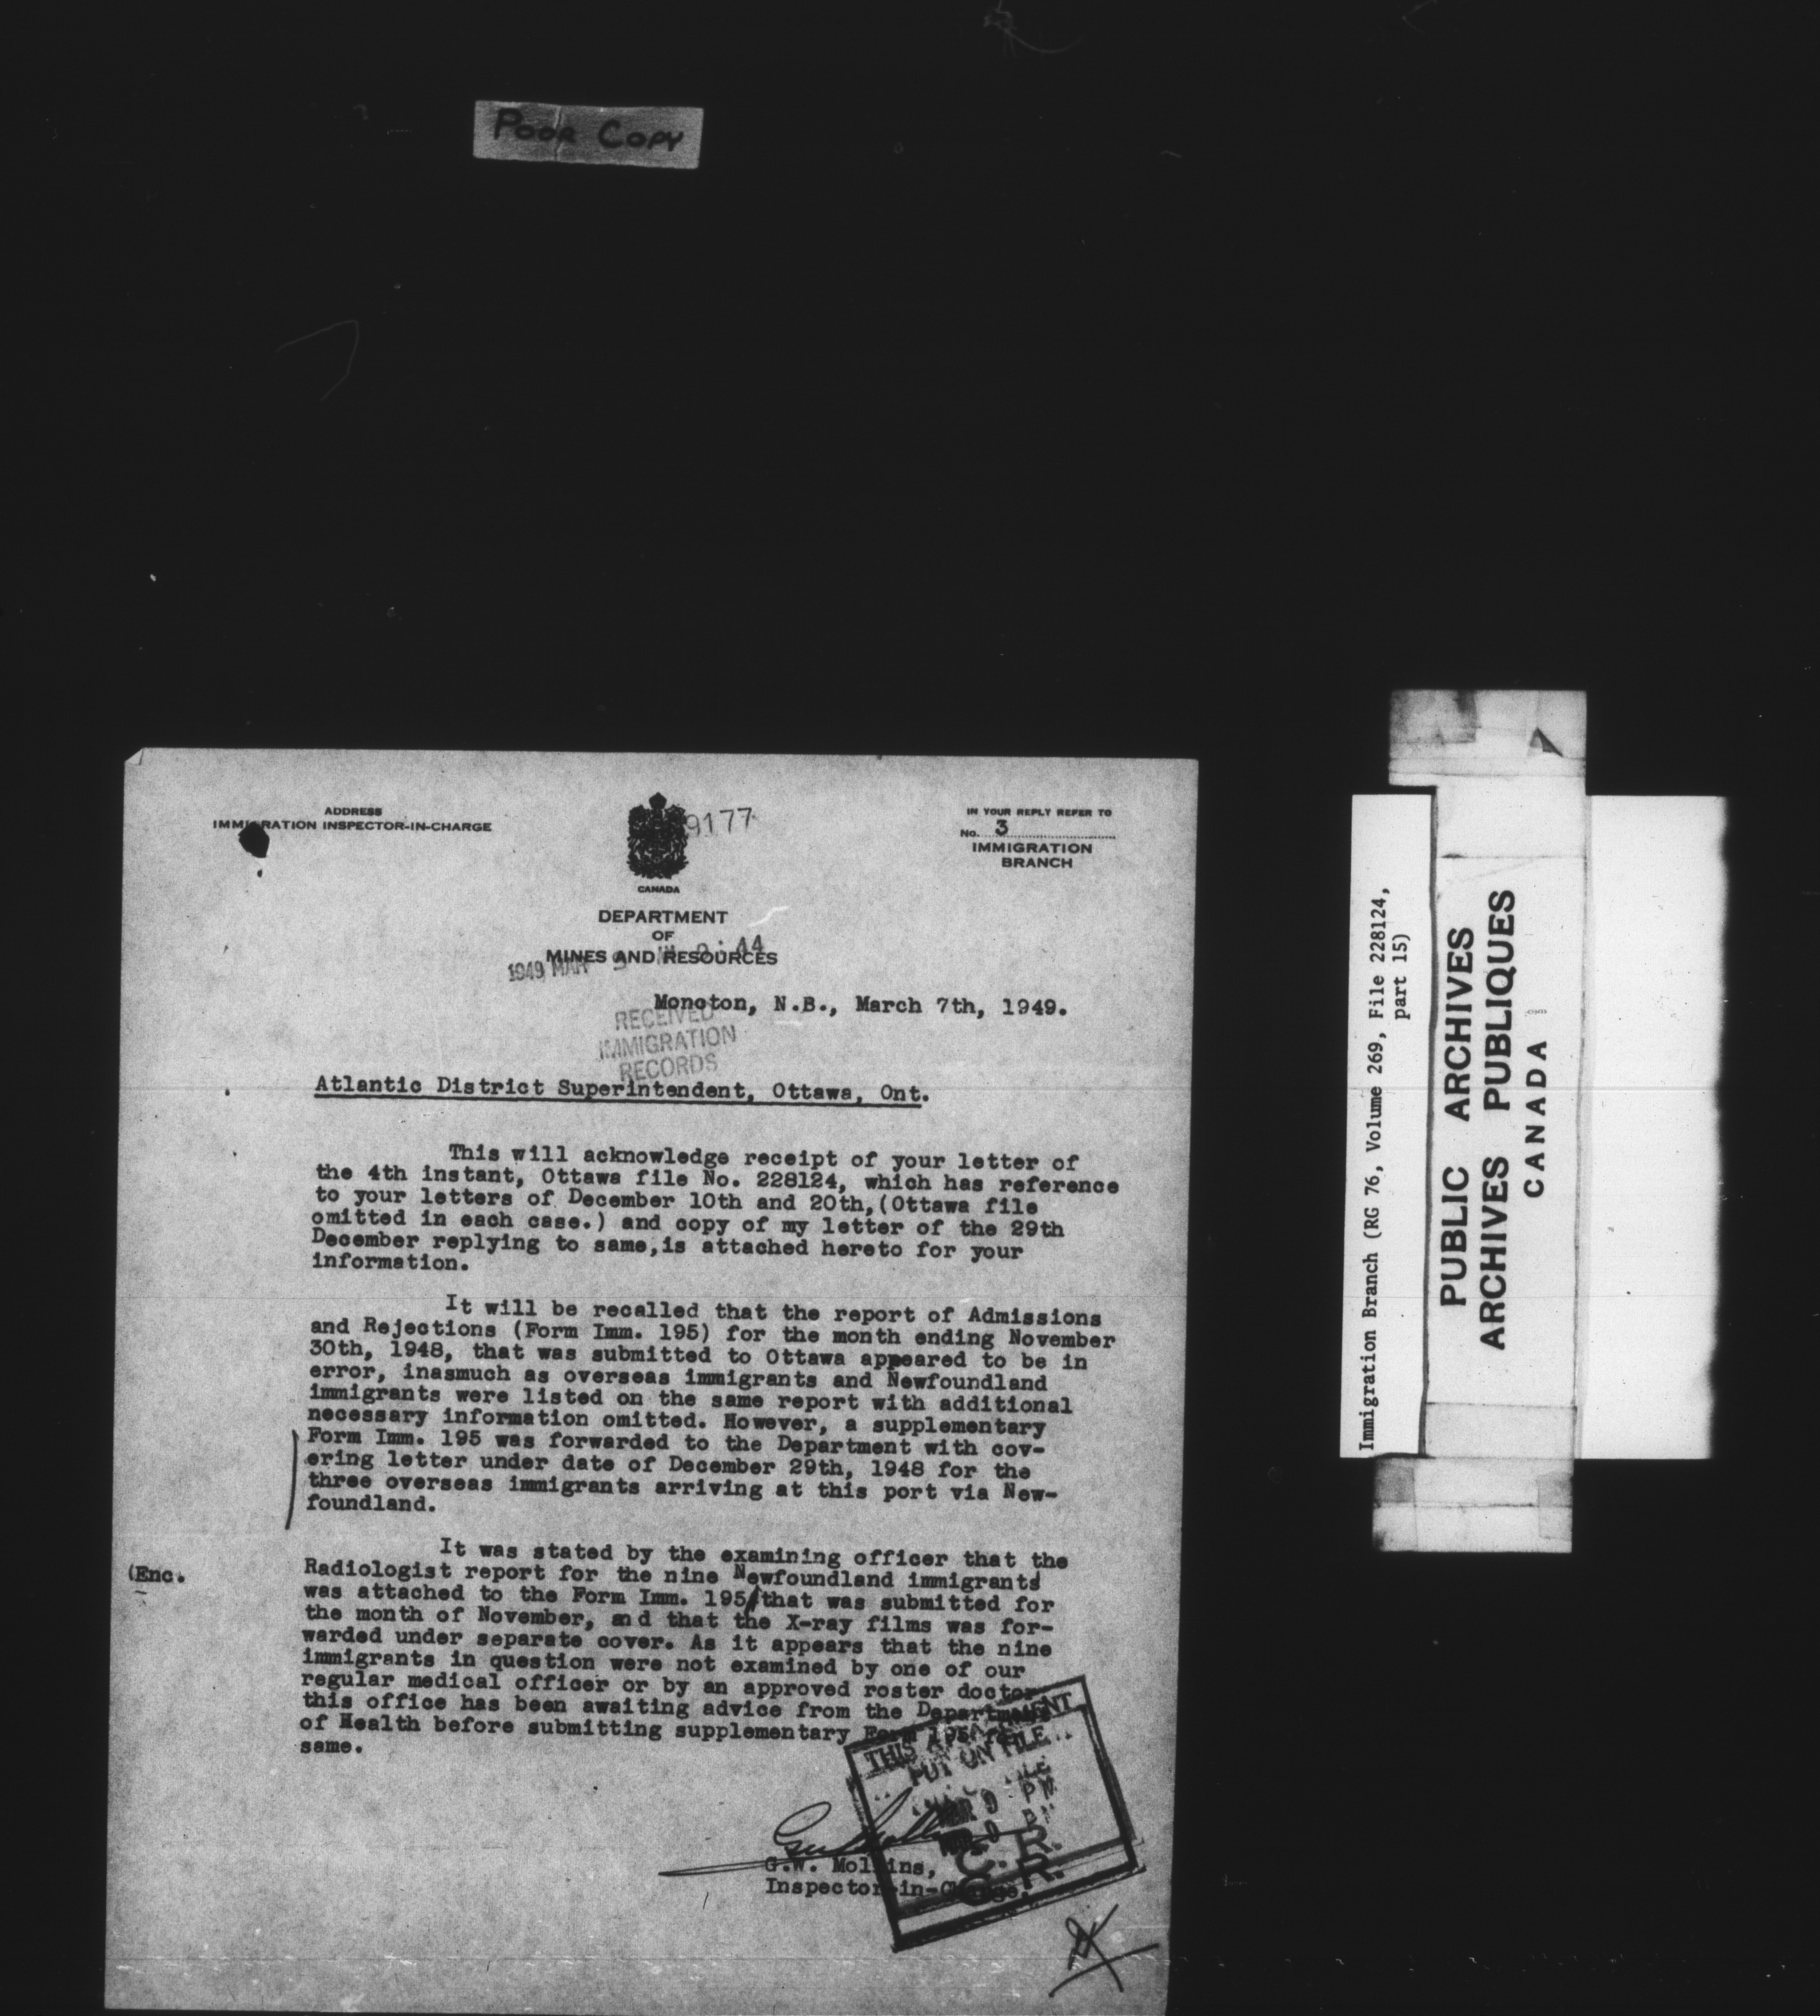 POOR COPY
ADDRESS
IMMIGRATION INSPECTOR-IN-CHARGE
9177
IN YOUR REPLY REFER TO
No. 3
IMMIGRATION
BRANCH
CANADA
DEPARTMENT
OF
MINES AND RESOURCES
1949 MAR 9 : 44
Moncton, N.B., March 7th, 1949.
RECEIVED
IMMIGRATION
RECORDS
Atlantic District Superintendent, Ottawa, Ont.
This will acknowledge receipt of your letter of
the 4th instant, Ottawa file No. 228124, which has reference
to your letters of December 10th and 20th,(Ottawa file
omitted in each case.) and copy of my letter of the 29th
December replying to same,is attached hereto for your
information.
It will be recalled that the report of Admissions
and Rejections (Form Imm. 195) for the month ending November
30th, 1948, that was submitted to Ottawa appeared to be in
error, inasmuch as overseas immigrants and Newfoundland
immigrants were listed on the same report with additional
necessary information omitted. However, a supplementary
Form Imm. 195 was forwarded to the Department with cov-
ering letter under date of December 29th, 1948 for the
three overseas immigrants arriving at this port via New-
foundland.
It was stated by the examining officer that the
(Enc.
Radiologist report for the nine Newfoundland immigrants
was attached to the Form Imm. 195 that was submitted for
the month of November, and that the X-ray films was for-
warded under separate cover. As it appears that the nine
immigrants in question were not examined by one of our
regular medical officer or by an approved roster doctor
this office has been awaiting advice from the Department
of Health before submitting supplementary Form 195 for
same.
THIS
PUT ON FILE
MAR 9 PM
C. R.
C. R.
G.W. Mollins,
Inspector-in-Charge.
Immigration Branch (RG 76, Volume 269, File 228124,
part 15)
PUBLIC ARCHIVES
ARCHIVES PUBLIQUES
CANADA